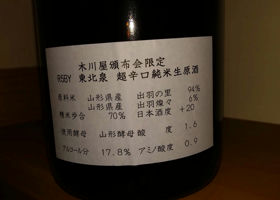 木川屋頒布会限定
R5BY 東北泉 超辛口純米生原酒
原料米 山形県産 出羽の里 94%
山形県産 出羽燦々 6%
精米歩合 70% 日本酒度 +20
使用酵母 山形酵母 酸度 1.6
アルコール分 17.8% アミノ酸度 0.9